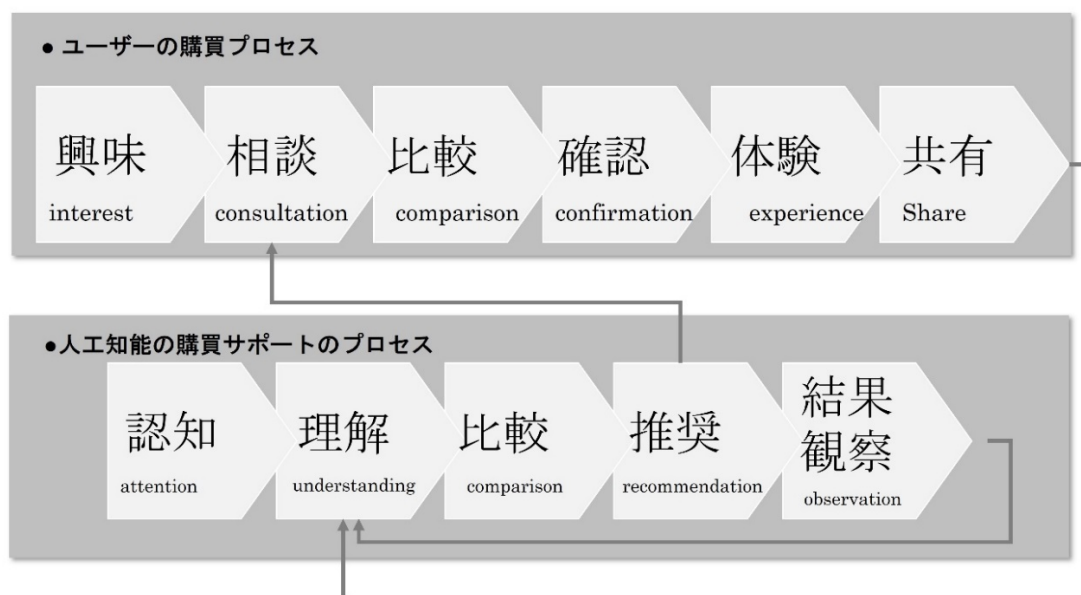 ● ユーザーの購買プロセス
興味
interest
相談
consultation
比較
comparison
確認
confirmation
体験
experience
共有
Share
●人工知能の購買サポートのプロセス
認知
attention
理解
understanding
比較
comparison
推奨
recommendation
結果
観察
observation